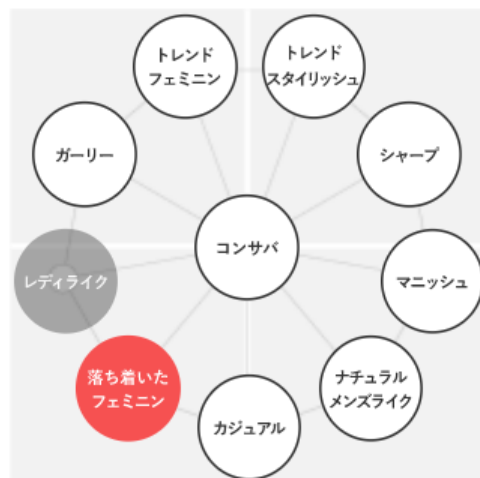 トレンド
フェミニン
トレンド
スタイリッシュ
ガーリー
シャープ
コンサバ
レディライク
マニッシュ
落ち着いた
フェミニン
ナチュラル
メンズライク
カジュアル